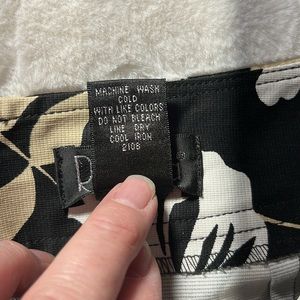 MACHINE WASH
COLD
WITH LIKE COLORS
DO NOT BLEACH
LINE DRY
COOL IRON
2108
R